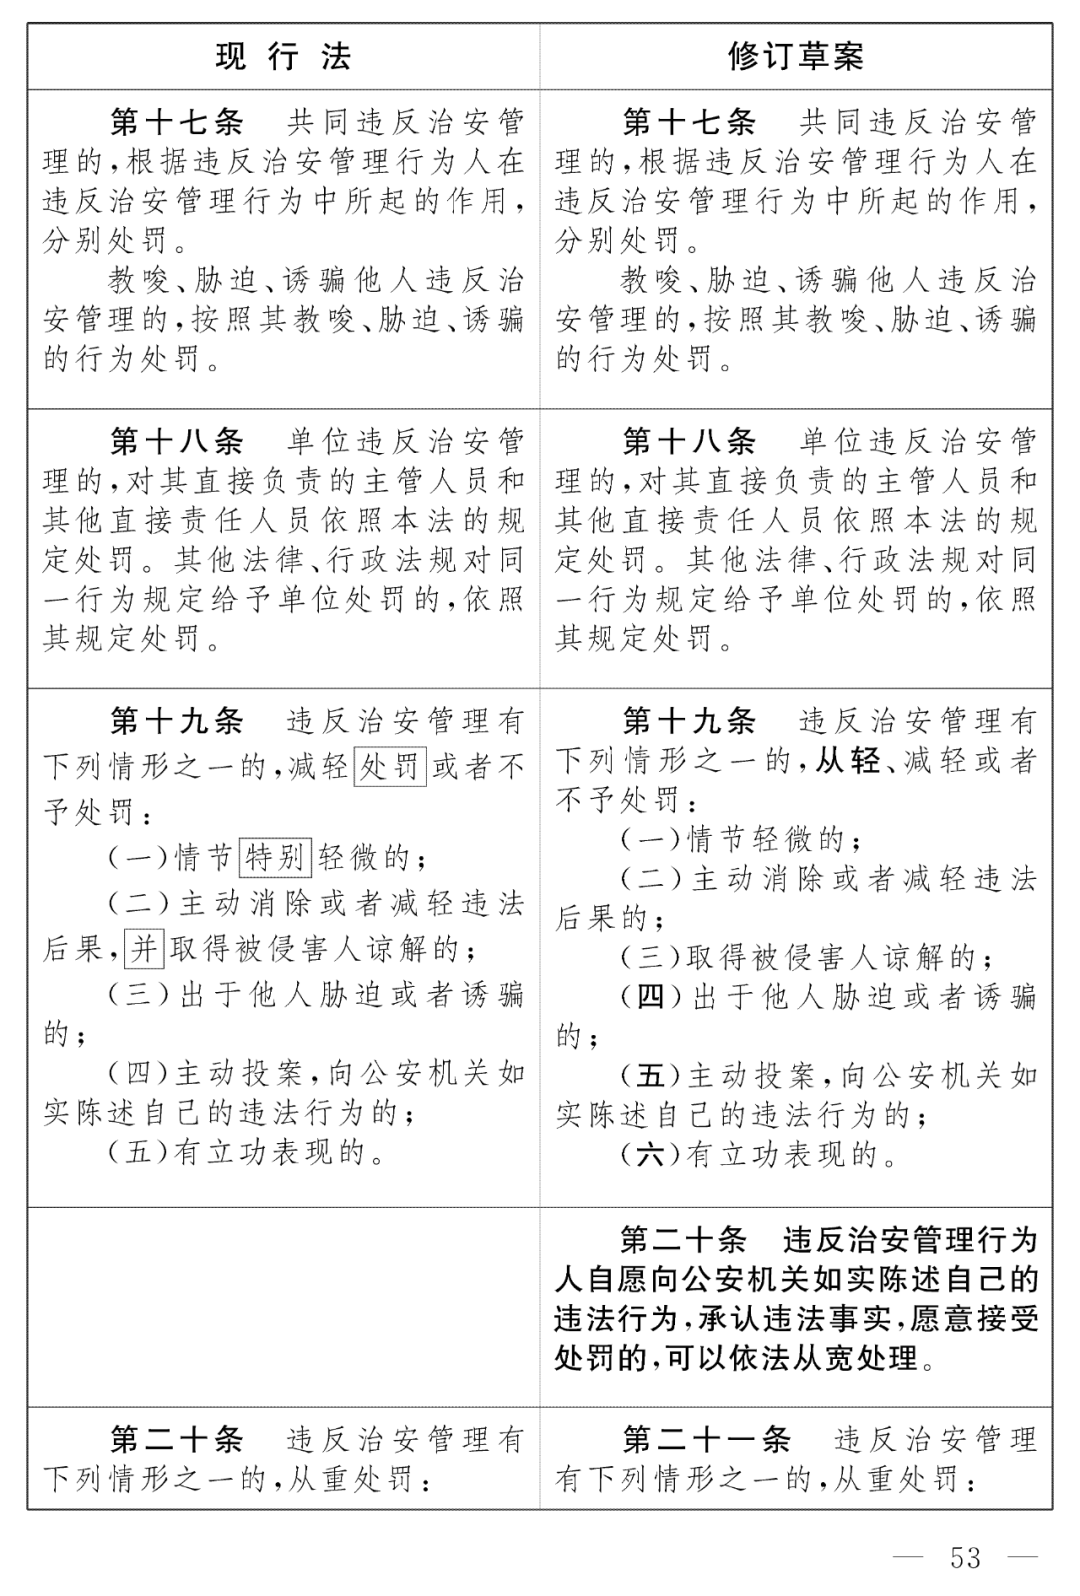 现行法
修订草案
第十七条 共同违反治安管
理的,根据违反治安管理行为人在
违反治安管理行为中所起的作用,
分别处罚。
教唆、胁迫、诱骗他人违反治
安管理的,按照其教唆、胁迫、诱骗
的行为处罚。
第十七条 共同违反治安管
理的,根据违反治安管理行为人在
违反治安管理行为中所起的作用,
分别处罚。
教唆、胁迫、诱骗他人违反治
安管理的,按照其教唆、胁迫、诱骗
的行为处罚。
第十八条 单位违反治安管
理的,对其直接负责的主管人员和
其他直接责任人员依照本法的规
定处罚。其他法律、行政法规对同
一行为规定给予单位处罚的,依照
其规定处罚。
第十八条 单位违反治安管
理的,对其直接负责的主管人员和
其他直接责任人员依照本法的规
定处罚。其他法律、行政法规对同
一行为规定给予单位处罚的,依照
其规定处罚。
第十九条 违反治安管理有
下列情形之一的,减轻处罚或者不
予处罚:
(一)情节特别轻微的;
(二)主动消除或者减轻违法
后果,并取得被侵害人谅解的;
(三)出于他人胁迫或者诱骗
的;
(四)主动投案,向公安机关如
实陈述自己的违法行为的;
(五)有立功表现的。
第十九条 违反治安管理有
下列情形之一的,从轻、减轻或者
不予处罚:
(一)情节轻微的;
(二)主动消除或者减轻违法
后果的;
(三)取得被侵害人谅解的;
(四)出于他人胁迫或者诱骗
的;
(五)主动投案,向公安机关如
实陈述自己的违法行为的;
(六)有立功表现的。
第二十条 违反治安管理行为
人自愿向公安机关如实陈述自己的
违法行为,承认违法事实,愿意接受
处罚的,可以依法从宽处理。
第二十条 违反治安管理有
下列情形之一的,从重处罚:
第二十一条 违反治安管理
有下列情形之一的,从重处罚:
— 53 —